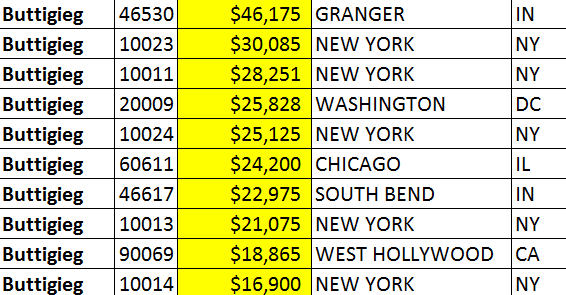 Buttigieg 46530 $46,175 GRANGER IN
Buttigieg 10023 $30,085 NEW YORK NY
Buttigieg 10011 $28,251 NEW YORK NY
Buttigieg 20009 $25,828 WASHINGTON DC
Buttigieg 10024 $25,125 NEW YORK NY
Buttigieg 60611 $24,200 CHICAGO IL
Buttigieg 46617 $22,975 SOUTH BEND IN
Buttigieg 10013 $21,075 NEW YORK NY
Buttigieg 90069 $18,865 WEST HOLLYWOOD CA
Buttigieg 10014 $16,900 NEW YORK NY